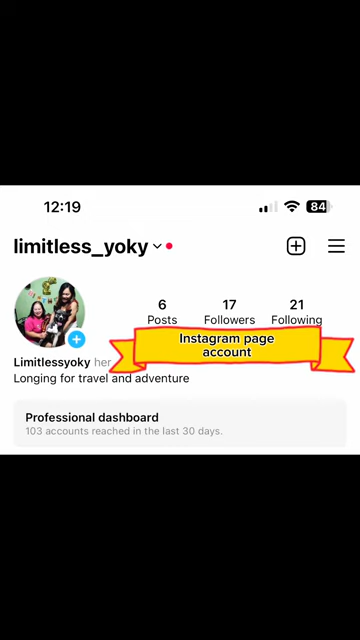 12:19
84
limitless_yoky
6
17
21
Posts
Followers
Following
Instagram page
account
Limitlessyoky her
Longing for travel and adventure
Professional dashboard
103 accounts reached in the last 30 days.